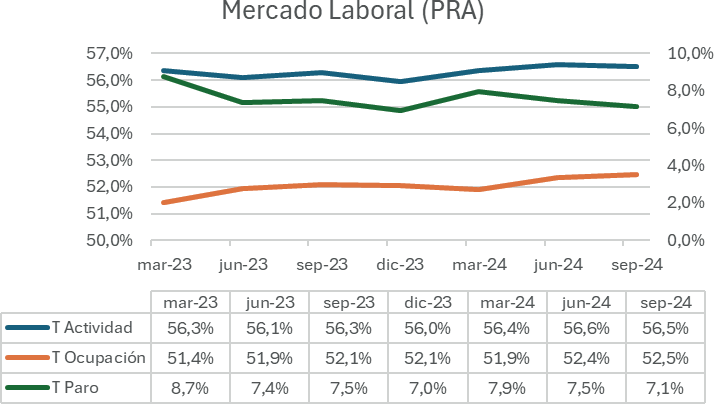 Mercado Laboral (PRA)
57,0% 10,0%
56,0% 8,0%
55,0%
54,0% 6,0%
53,0% 4,0%
52,0%
51,0% 2,0%
50,0% 0,0%
mar-23 jun-23 sep-23 dic-23 mar-24 jun-24 sep-24
mar-23 jun-23 sep-23 dic-23 mar-24 jun-24 sep-24
T Actividad 56,3% 56,1% 56,3% 56,0% 56,4% 56,6% 56,5%
T Ocupación 51,4% 51,9% 52,1% 52,1% 51,9% 52,4% 52,5%
T Paro 8,7% 7,4% 7,5% 7,0% 7,9% 7,5% 7,1%